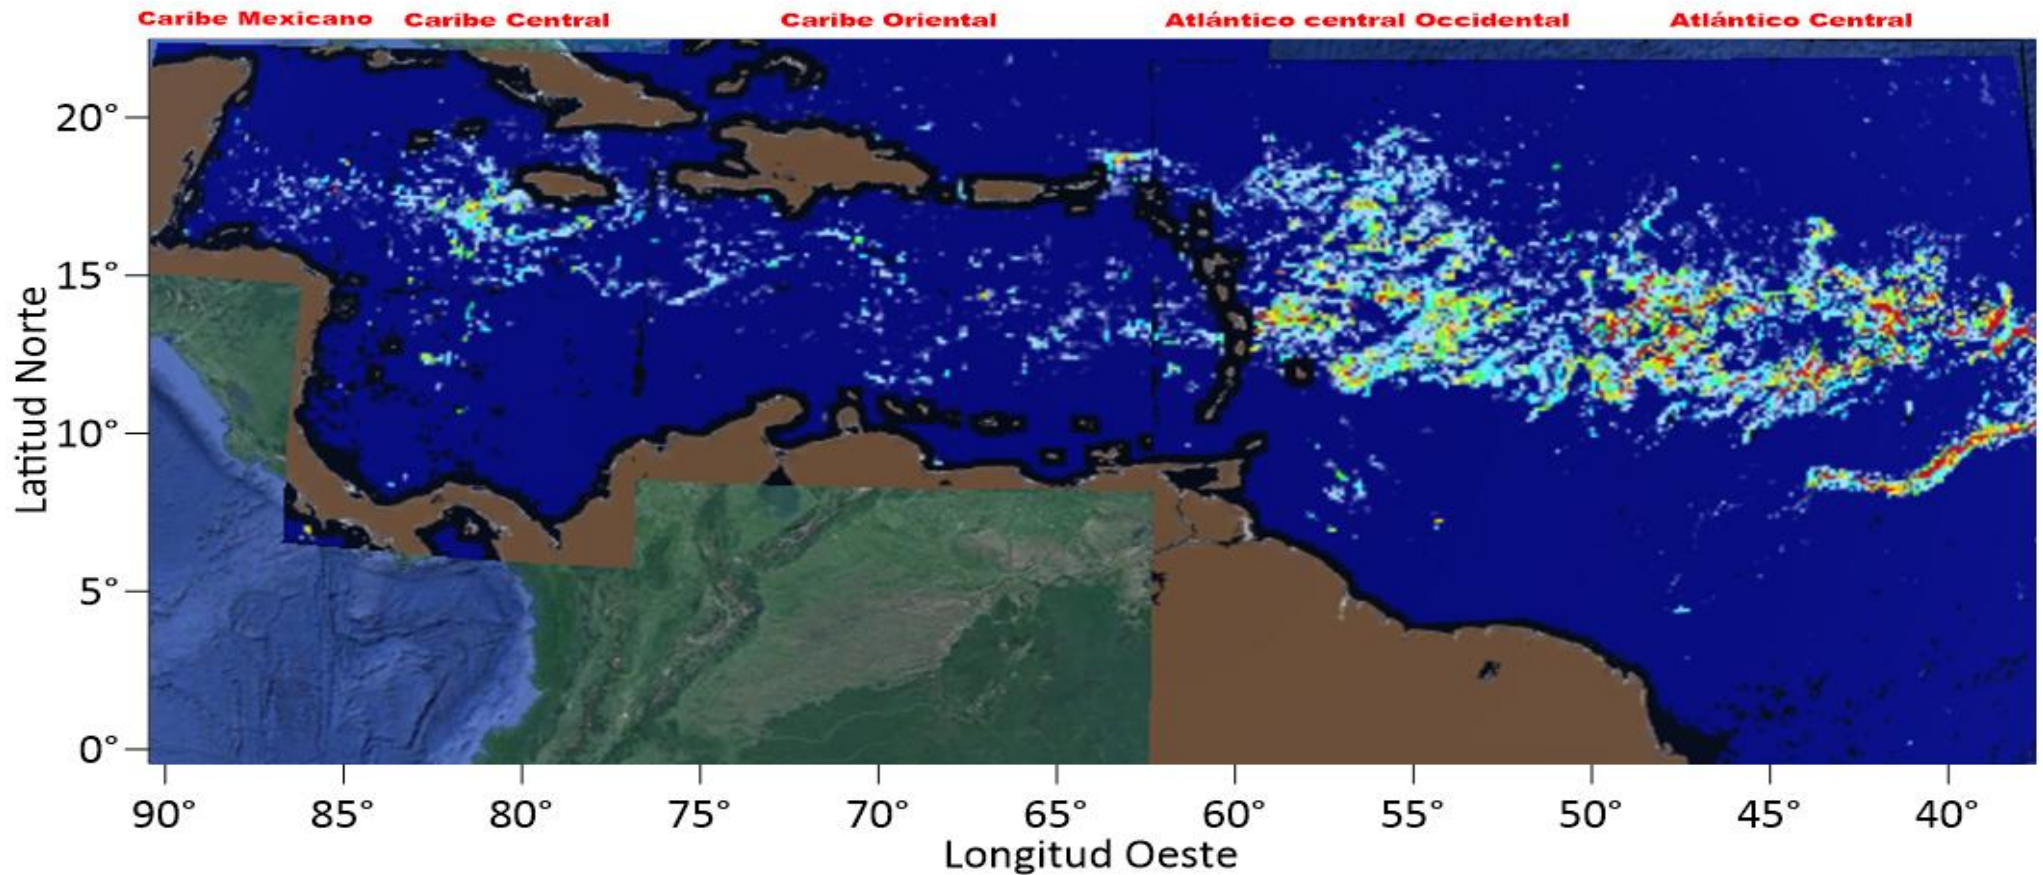 Caribe Mexicano Caribe Central Caribe Oriental Atlántico central Occidental Atlántico Central
20°
15°
10°
5°
0°
Latitud Norte
90° 85° 80° 75° 70° 65° 60° 55° 50° 45° 40°
Longitud Oeste